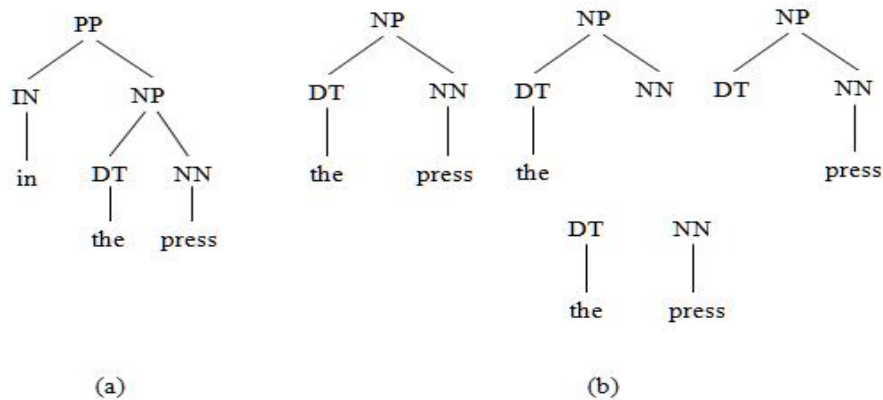 PP
IN NP
in DT NN
the press
NP NP NP
DT NN DT NN DT NN
the press the press
DT NN
the press
(a) (b)